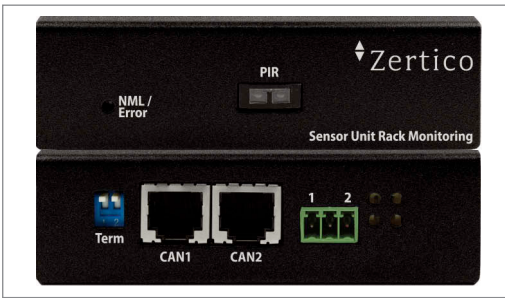 Zertico
PIR
NML /
Error
Sensor Unit Rack Monitoring
1 2
Term
CAN1
CAN2